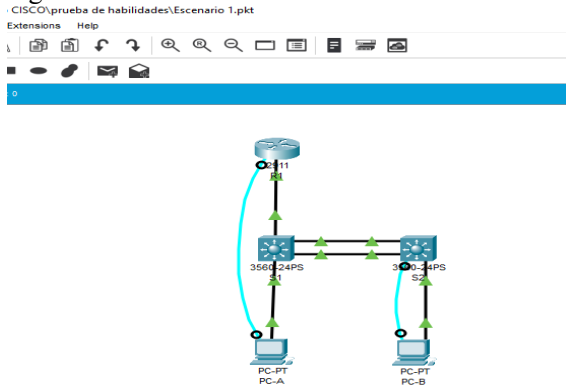 CISCO\prueba de habilidades\Escenario 1.pkt
Extensions Help
2911
R1
3560-24PS
S1
3560-24PS
S2
PC-PT
PC-A
PC-PT
PC-B